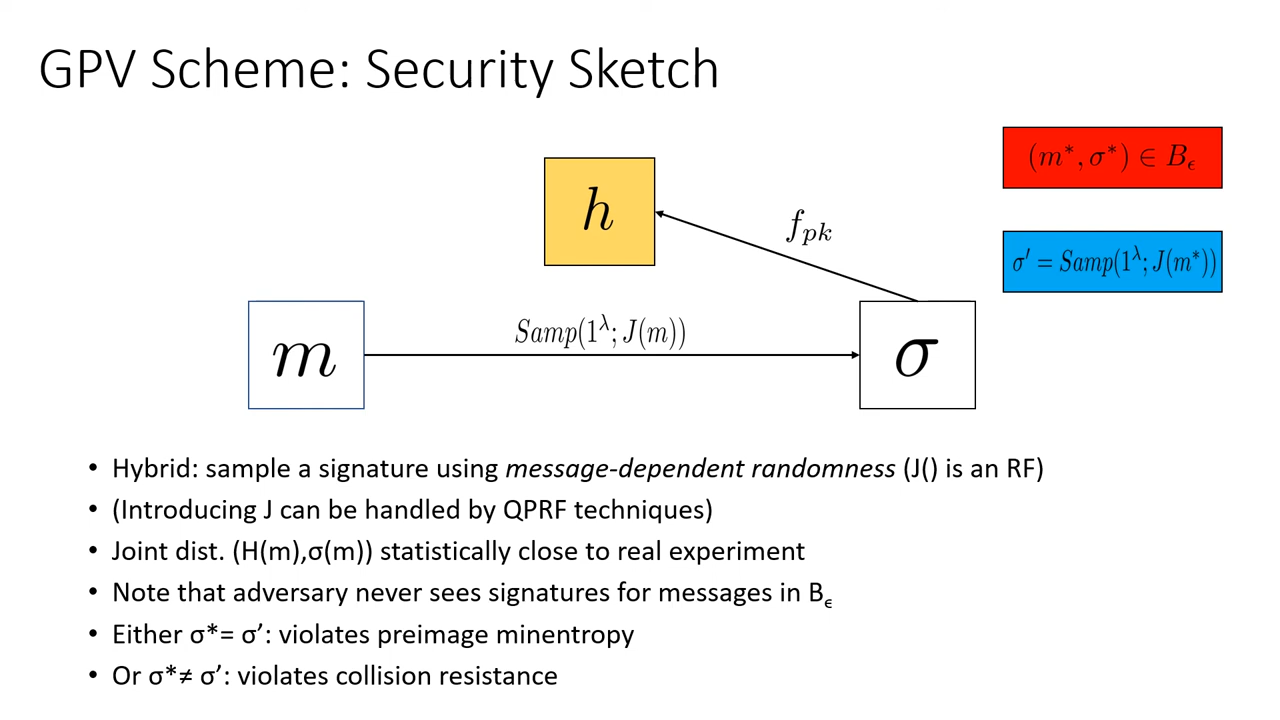 GPV Scheme: Security Sketch
(m*, σ*) ∈ B_ϵ
h
f_pk
σ′ = Samp(1^λ; J(m*))
Samp(1^λ; J(m))
m
σ
• Hybrid: sample a signature using message-dependent randomness (J() is an RF)
• (Introducing J can be handled by QPRF techniques)
• Joint dist. (H(m),σ(m)) statistically close to real experiment
• Note that adversary never sees signatures for messages in B_ϵ
• Either σ*= σ’: violates preimage minentropy
• Or σ*≠ σ’: violates collision resistance